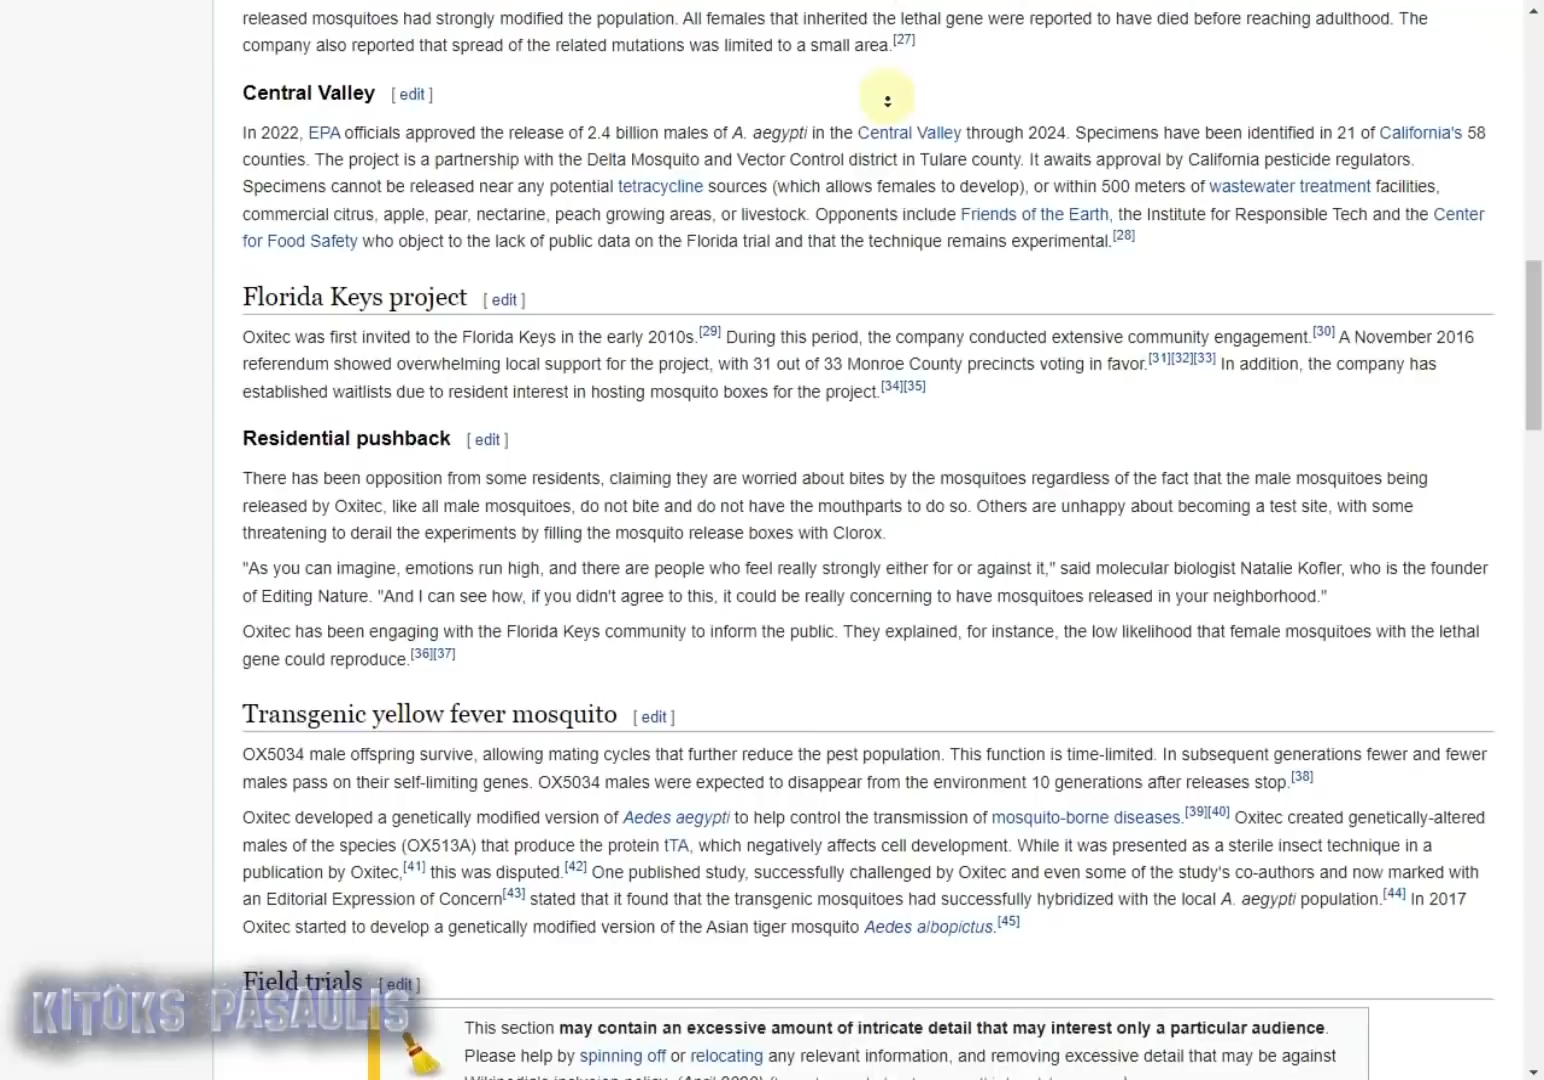 released mosquitoes had strongly modified the population. All females that inherited the lethal gene were reported to have died before reaching adulthood. The
company also reported that spread of the related mutations was limited to a small area.[27]
Central Valley [ edit ]
In 2022, EPA officials approved the release of 2.4 billion males of A. aegypti in the Central Valley through 2024. Specimens have been identified in 21 of California's 58
counties. The project is a partnership with the Delta Mosquito and Vector Control district in Tulare county. It awaits approval by California pesticide regulators.
Specimens cannot be released near any potential tetracycline sources (which allows females to develop), or within 500 meters of wastewater treatment facilities,
commercial citrus, apple, pear, nectarine, peach growing areas, or livestock. Opponents include Friends of the Earth, the Institute for Responsible Tech and the Center
for Food Safety who object to the lack of public data on the Florida trial and that the technique remains experimental.[28]
Florida Keys project [ edit ]
Oxitec was first invited to the Florida Keys in the early 2010s.[29] During this period, the company conducted extensive community engagement.[30] A November 2016
referendum showed overwhelming local support for the project, with 31 out of 33 Monroe County precincts voting in favor.[31][32][33] In addition, the company has
established waitlists due to resident interest in hosting mosquito boxes for the project.[34][35]
Residential pushback [ edit ]
There has been opposition from some residents, claiming they are worried about bites by the mosquitoes regardless of the fact that the male mosquitoes being
released by Oxitec, like all male mosquitoes, do not bite and do not have the mouthparts to do so. Others are unhappy about becoming a test site, with some
threatening to derail the experiments by filling the mosquito release boxes with Clorox.
"As you can imagine, emotions run high, and there are people who feel really strongly either for or against it," said molecular biologist Natalie Kofler, who is the founder
of Editing Nature. "And I can see how, if you didn't agree to this, it could be really concerning to have mosquitoes released in your neighborhood."
Oxitec has been engaging with the Florida Keys community to inform the public. They explained, for instance, the low likelihood that female mosquitoes with the lethal
gene could reproduce.[36][37]
Transgenic yellow fever mosquito [ edit ]
OX5034 male offspring survive, allowing mating cycles that further reduce the pest population. This function is time-limited. In subsequent generations fewer and fewer
males pass on their self-limiting genes. OX5034 males were expected to disappear from the environment 10 generations after releases stop.[38]
Oxitec developed a genetically modified version of Aedes aegypti to help control the transmission of mosquito-borne diseases.[39][40] Oxitec created genetically-altered
males of the species (OX513A) that produce the protein tTA, which negatively affects cell development. While it was presented as a sterile insect technique in a
publication by Oxitec,[41] this was disputed.[42] One published study, successfully challenged by Oxitec and even some of the study's co-authors and now marked with
an Editorial Expression of Concern[43] stated that it found that the transgenic mosquitoes had successfully hybridized with the local A. aegypti population.[44] In 2017
Oxitec started to develop a genetically modified version of the Asian tiger mosquito Aedes albopictus.[45]
Field trials [ edit ]
KITOKS PASAULIS
This section may contain an excessive amount of intricate detail that may interest only a particular audience.
Please help by spinning off or relocating any relevant information, and removing excessive detail that may be against